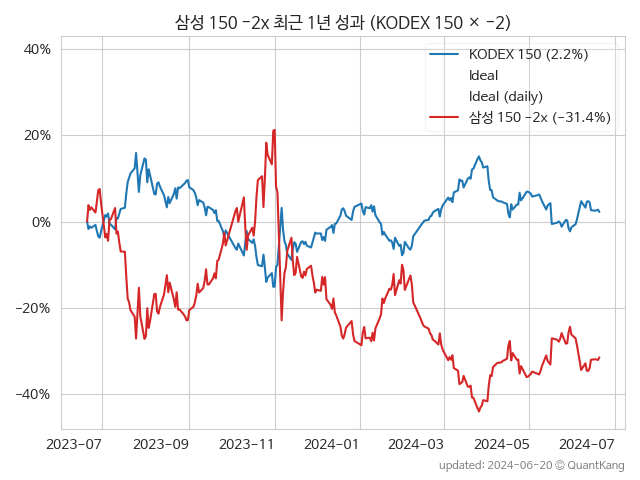 삼성 150 −2x 최근 1년 성과 (KODEX 150 × −2)
KODEX 150 (2.2%)
Ideal
Ideal (daily)
삼성 150 −2x (−31.4%)
40%
20%
0%
−20%
−40%
2023−07 2023−09 2023−11 2024−01 2024−03 2024−05 2024−07
updated: 2024−06−20 © QuantKang